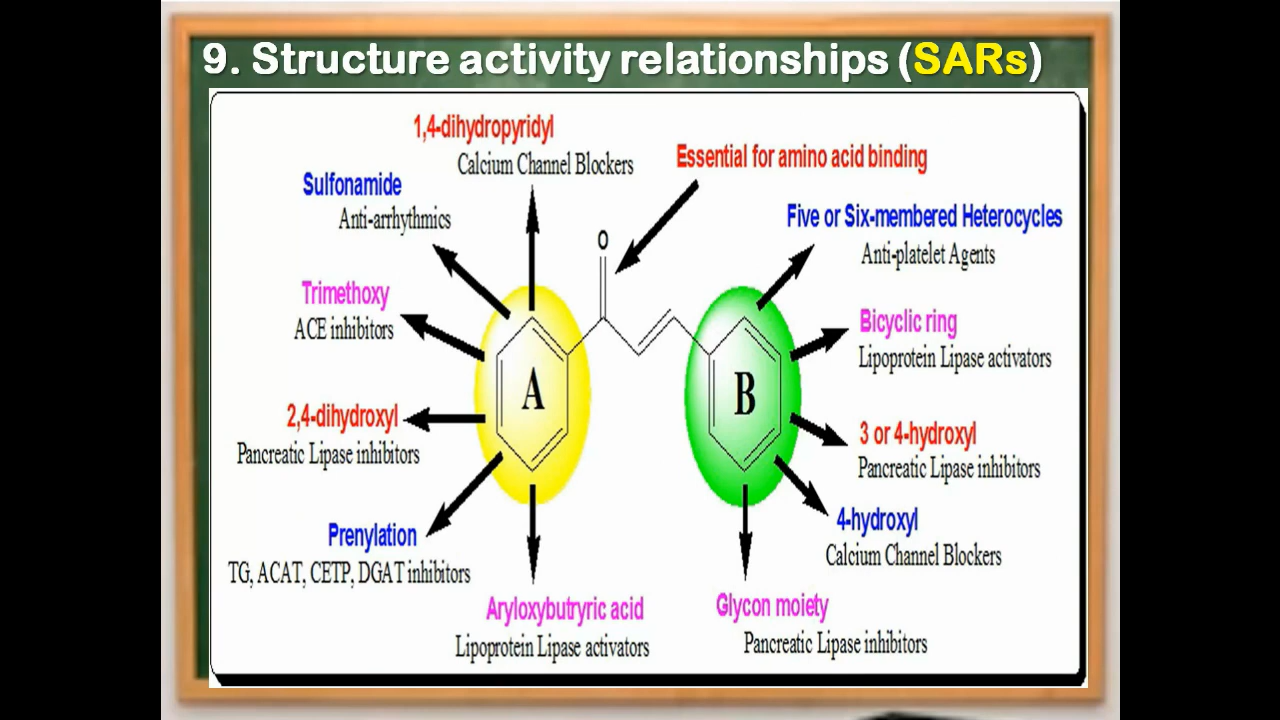 9. Structure activity relationships (SARs)
1,4-dihydropyridyl
Calcium Channel Blockers
Essential for amino acid binding
Sulfonamide
Anti-arrhythmics
Five or Six-membered Heterocycles
Anti-platelet Agents
O
Trimethoxy
ACE inhibitors
Bicyclic ring
Lipoprotein Lipase activators
A
B
2,4-dihydroxyl
Pancreatic Lipase inhibitors
3 or 4-hydroxyl
Pancreatic Lipase inhibitors
Prenylation
TG, ACAT, CETP, DGAT inhibitors
4-hydroxyl
Calcium Channel Blockers
Aryloxybutryric acid
Lipoprotein Lipase activators
Glycon moiety
Pancreatic Lipase inhibitors